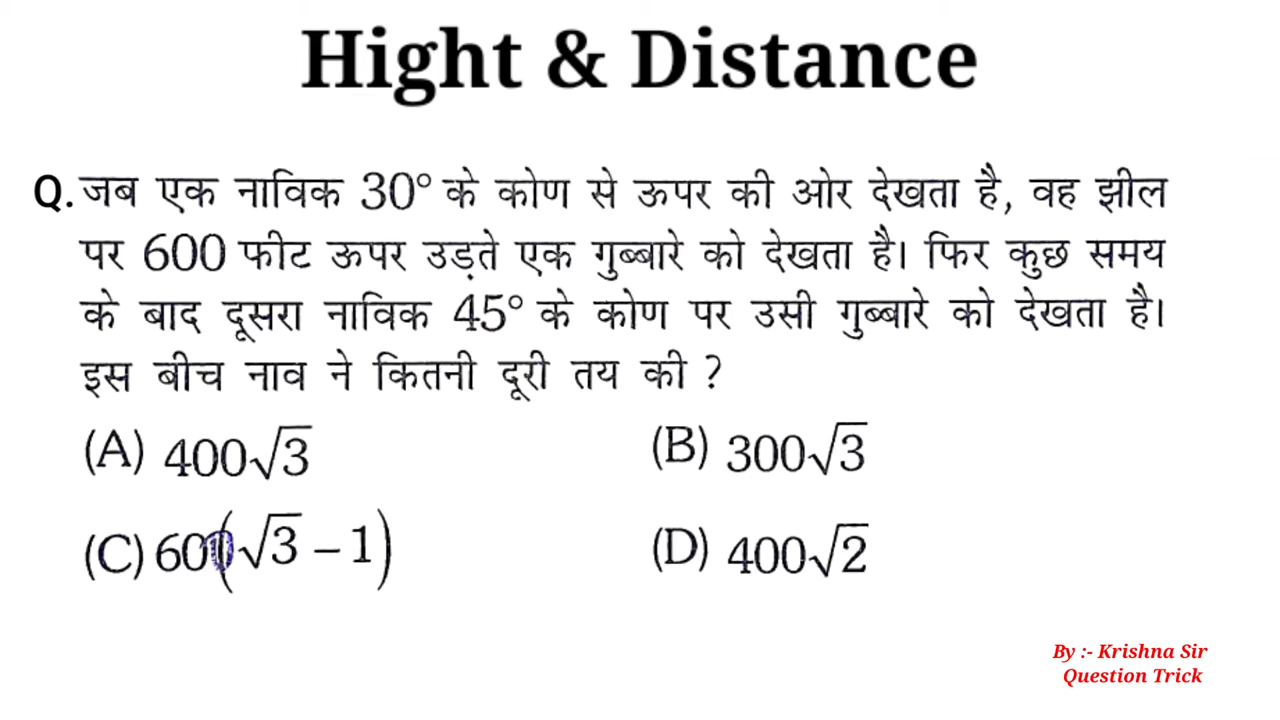 Hight & Distance
Q. जब एक नाविक 30° के कोण से ऊपर की ओर देखता है, वह झील
पर 600 फीट ऊपर उड़ते एक गुब्बारे को देखता है। फिर कुछ समय
के बाद दूसरा नाविक 45° के कोण पर उसी गुब्बारे को देखता है।
इस बीच नाव ने कितनी दूरी तय की ?
(A) 400√3 (B) 300√3
(C) 600(√3 – 1) (D) 400√2
By :- Krishna Sir
Question Trick